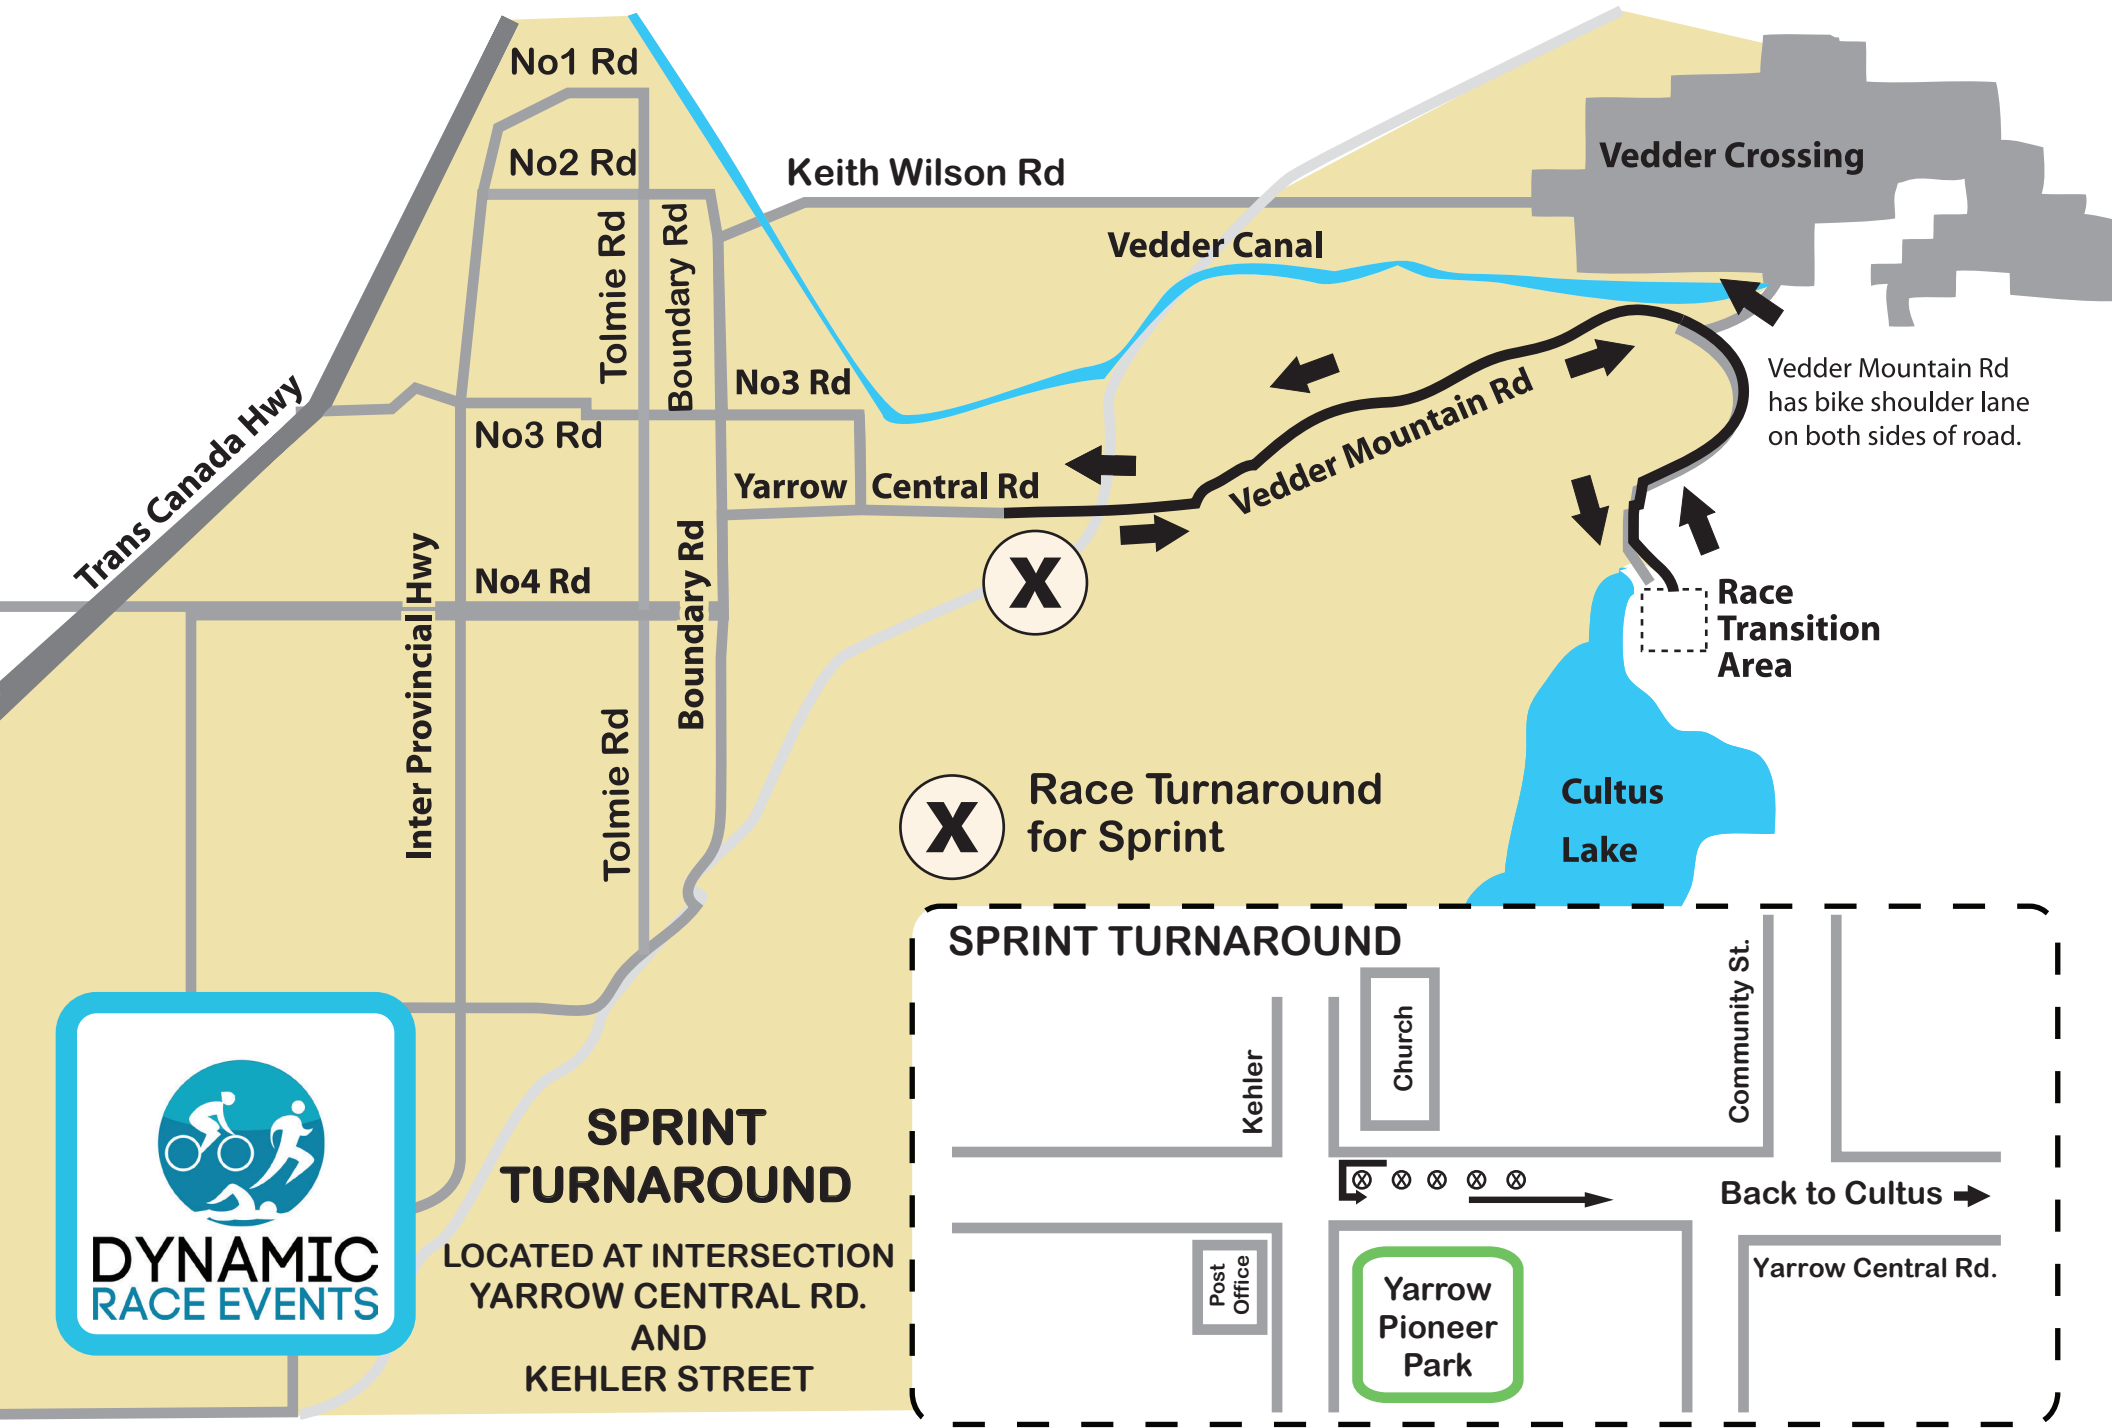 No1 Rd
No2 Rd
Keith Wilson Rd
Vedder Crossing
Tolmie Rd
Boundary Rd
Vedder Canal
No3 Rd
Trans Canada Hwy
No3 Rd
Vedder Mountain Rd
Vedder Mountain Rd
has bike shoulder lane
on both sides of road.
Yarrow Central Rd
X
Inter Provincial Hwy
No4 Rd
Boundary Rd
Tolmie Rd
Race
Transition
Area
X
Race Turnaround
for Sprint
Cultus
Lake
DYNAMIC
RACE EVENTS
SPRINT
TURNAROUND
LOCATED AT INTERSECTION
YARROW CENTRAL RD.
AND
KEHLER STREET
SPRINT TURNAROUND
Kehler
Church
Community St.
Back to Cultus
Post
Office
Yarrow
Pioneer
Park
Yarrow Central Rd.